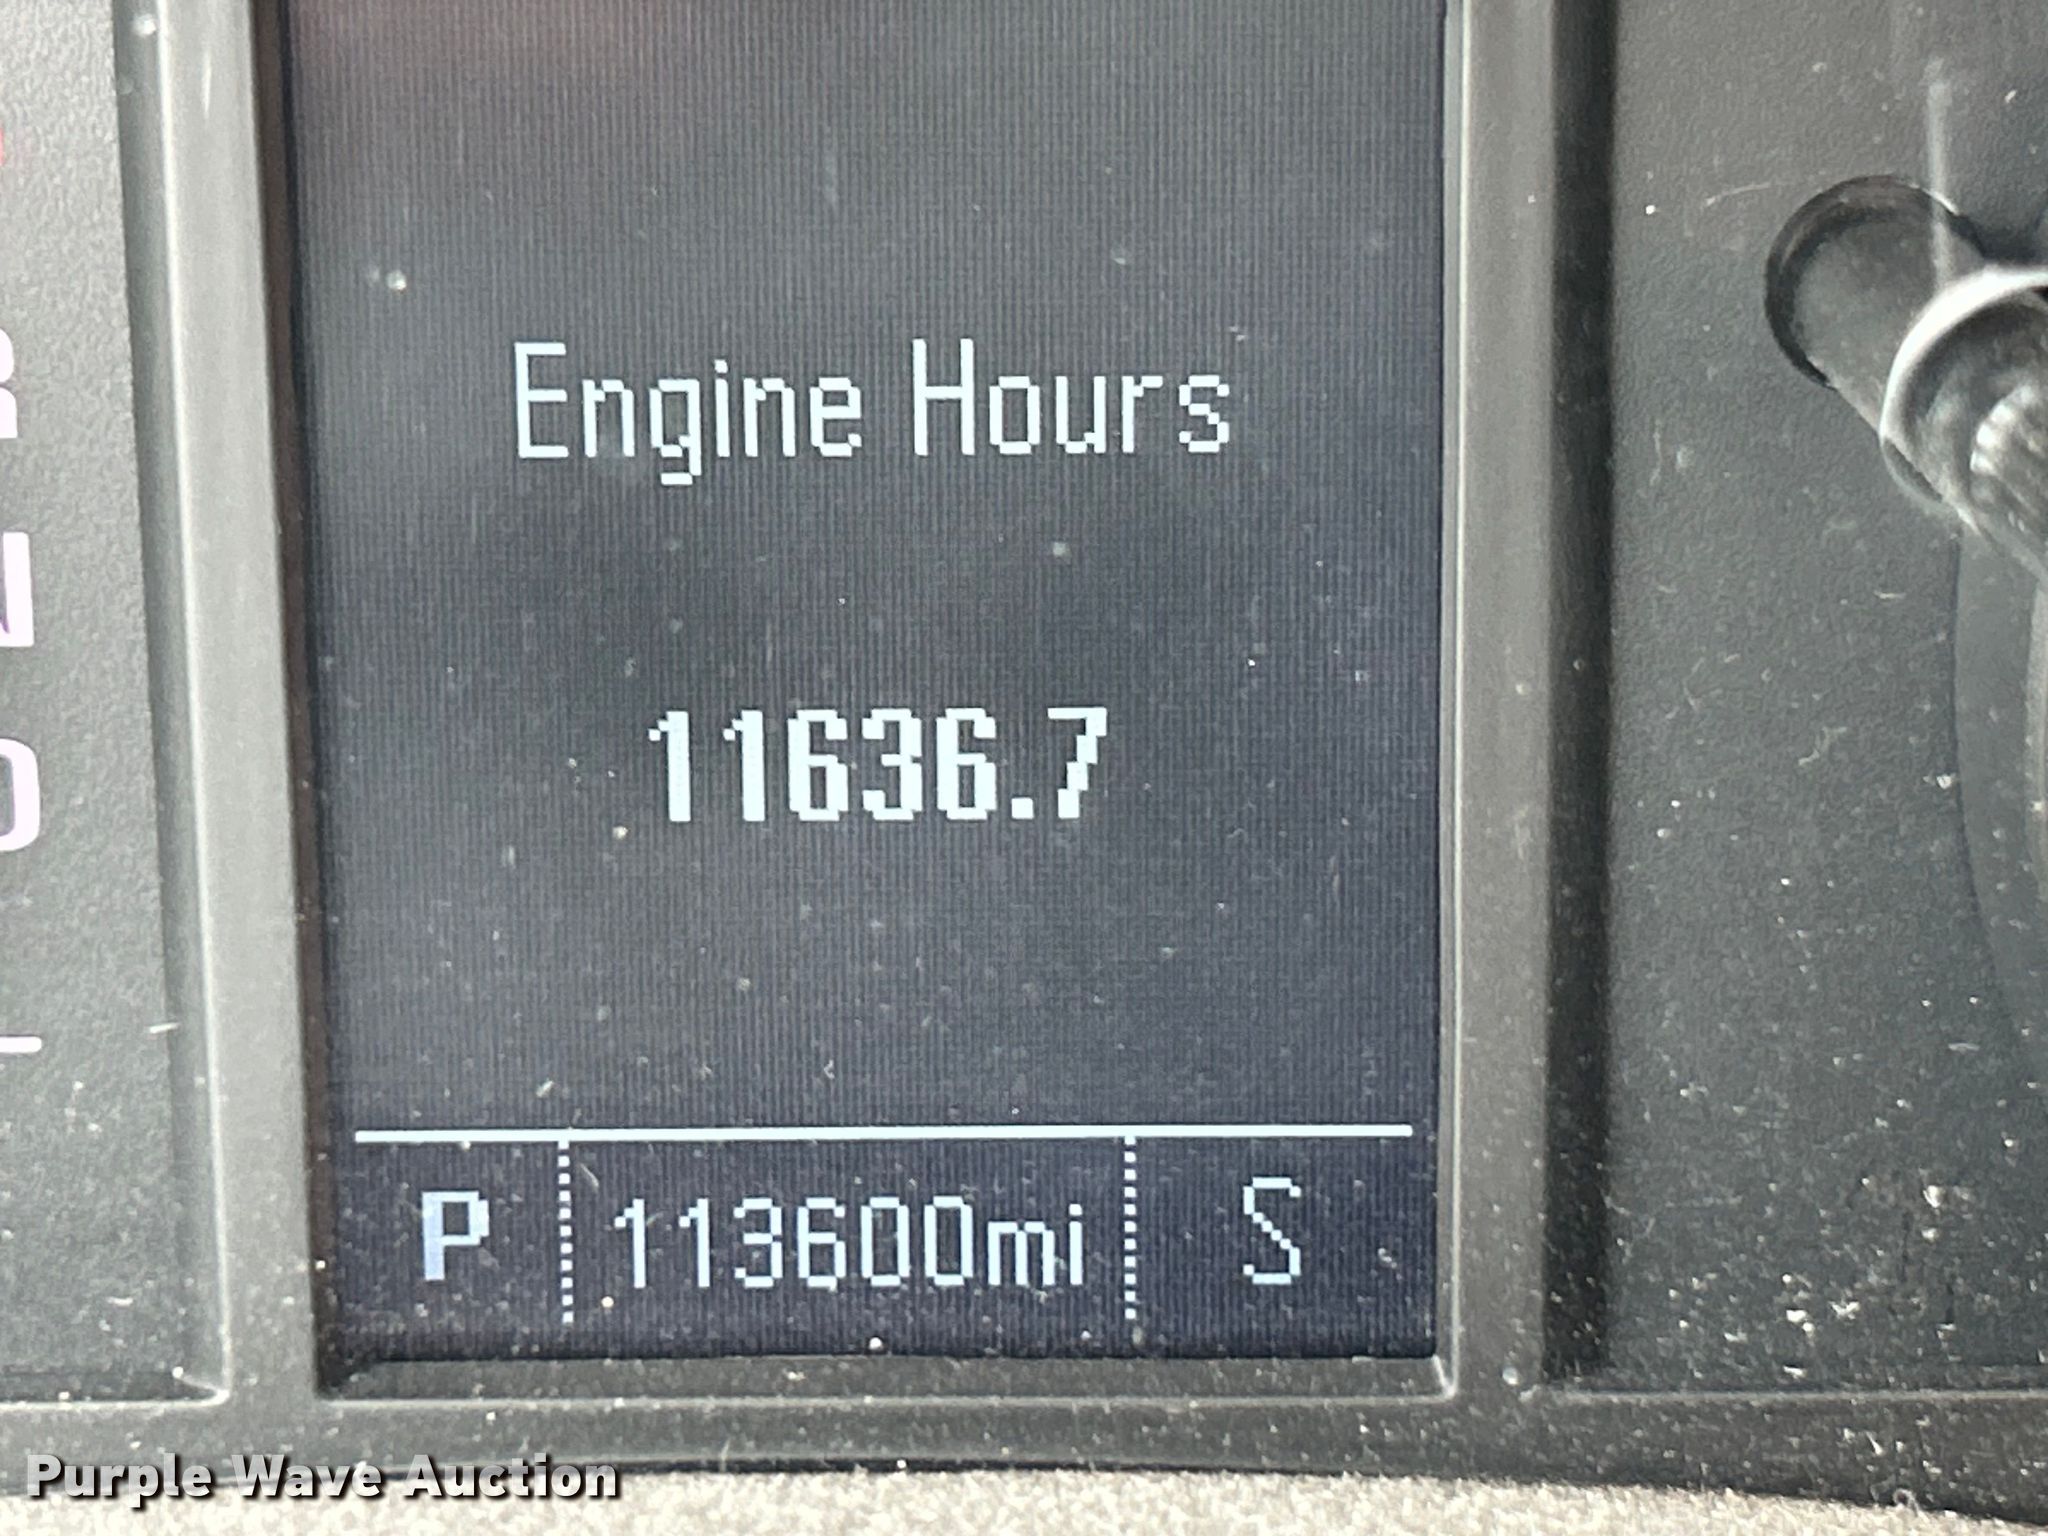 Engine Hours
11636.7
P 113600mi S
R
N
D
Purple Wave Auction